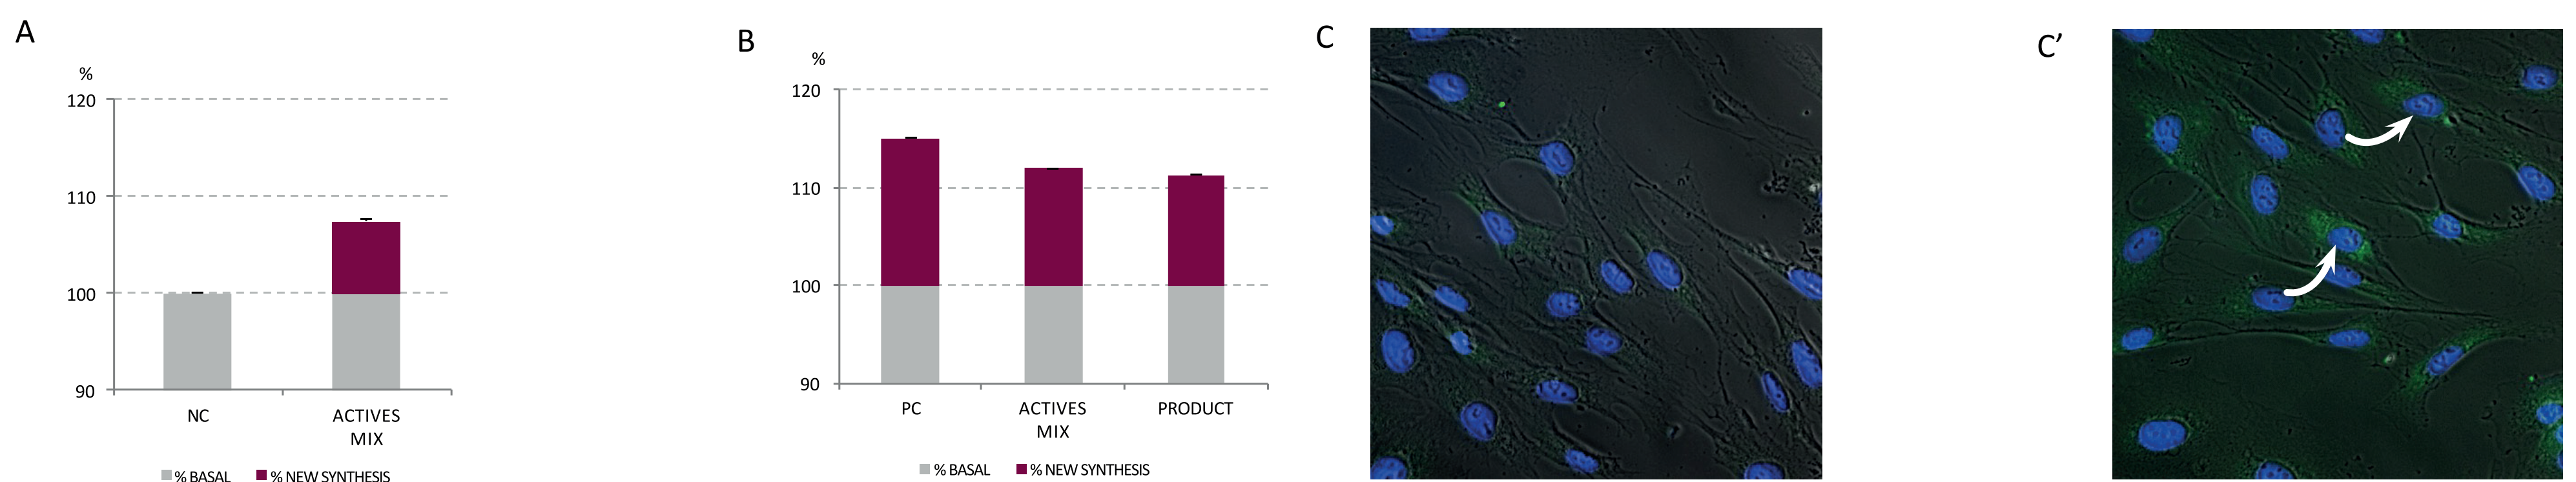 A
%
120
110
100
90
NC
ACTIVES
MIX
% BASAL
% NEW SYNTHESIS
B
%
120
110
100
90
PC
ACTIVES
MIX
PRODUCT
% BASAL
% NEW SYNTHESIS
C
C’